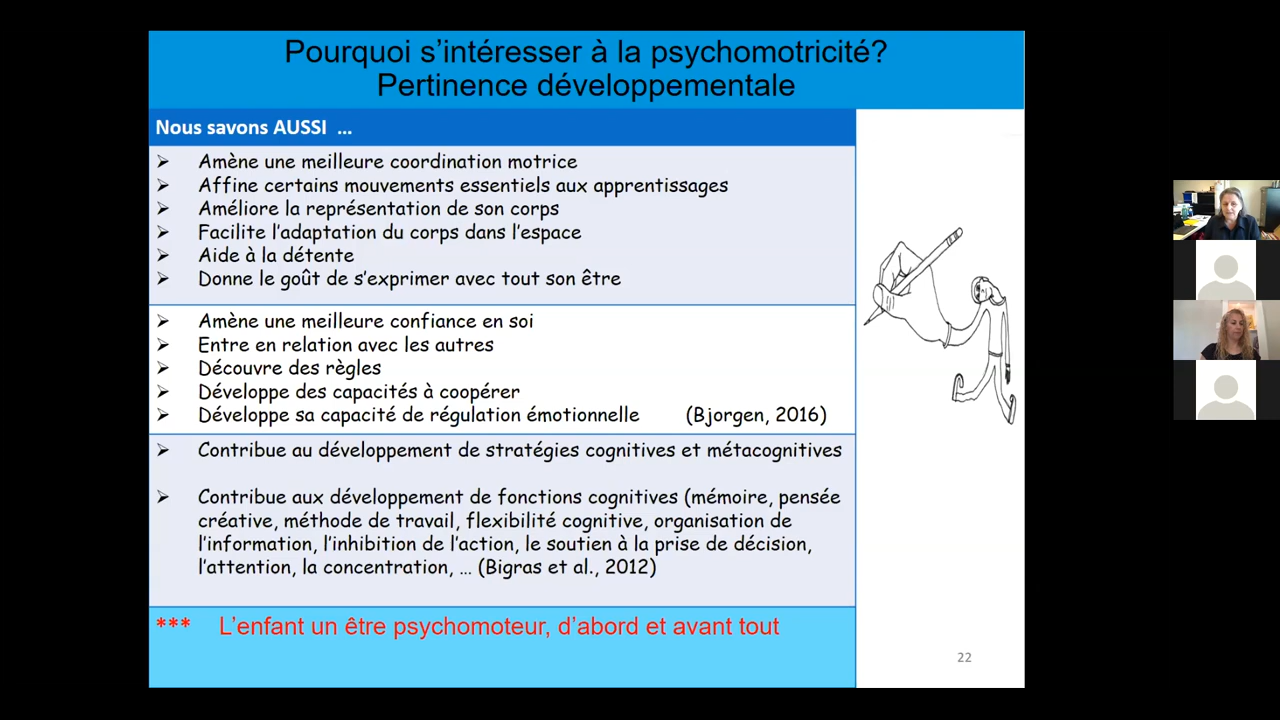 Pourquoi s'intéresser à la psychomotricité?
Pertinence développementale
Nous savons AUSSI …
➢ Amène une meilleure coordination motrice
➢ Affine certains mouvements essentiels aux apprentissages
➢ Améliore la représentation de son corps
➢ Facilite l'adaptation du corps dans l'espace
➢ Aide à la détente
➢ Donne le goût de s'exprimer avec tout son être
➢ Amène une meilleure confiance en soi
➢ Entre en relation avec les autres
➢ Découvre des règles
➢ Développe des capacités à coopérer
➢ Développe sa capacité de régulation émotionnelle (Bjorgen, 2016)
➢ Contribue au développement de stratégies cognitives et métacognitives
➢ Contribue aux développement de fonctions cognitives (mémoire, pensée
créative, méthode de travail, flexibilité cognitive, organisation de
l'information, l'inhibition de l'action, le soutien à la prise de décision,
l'attention, la concentration, … (Bigras et al., 2012)
*** L'enfant un être psychomoteur, d'abord et avant tout
22